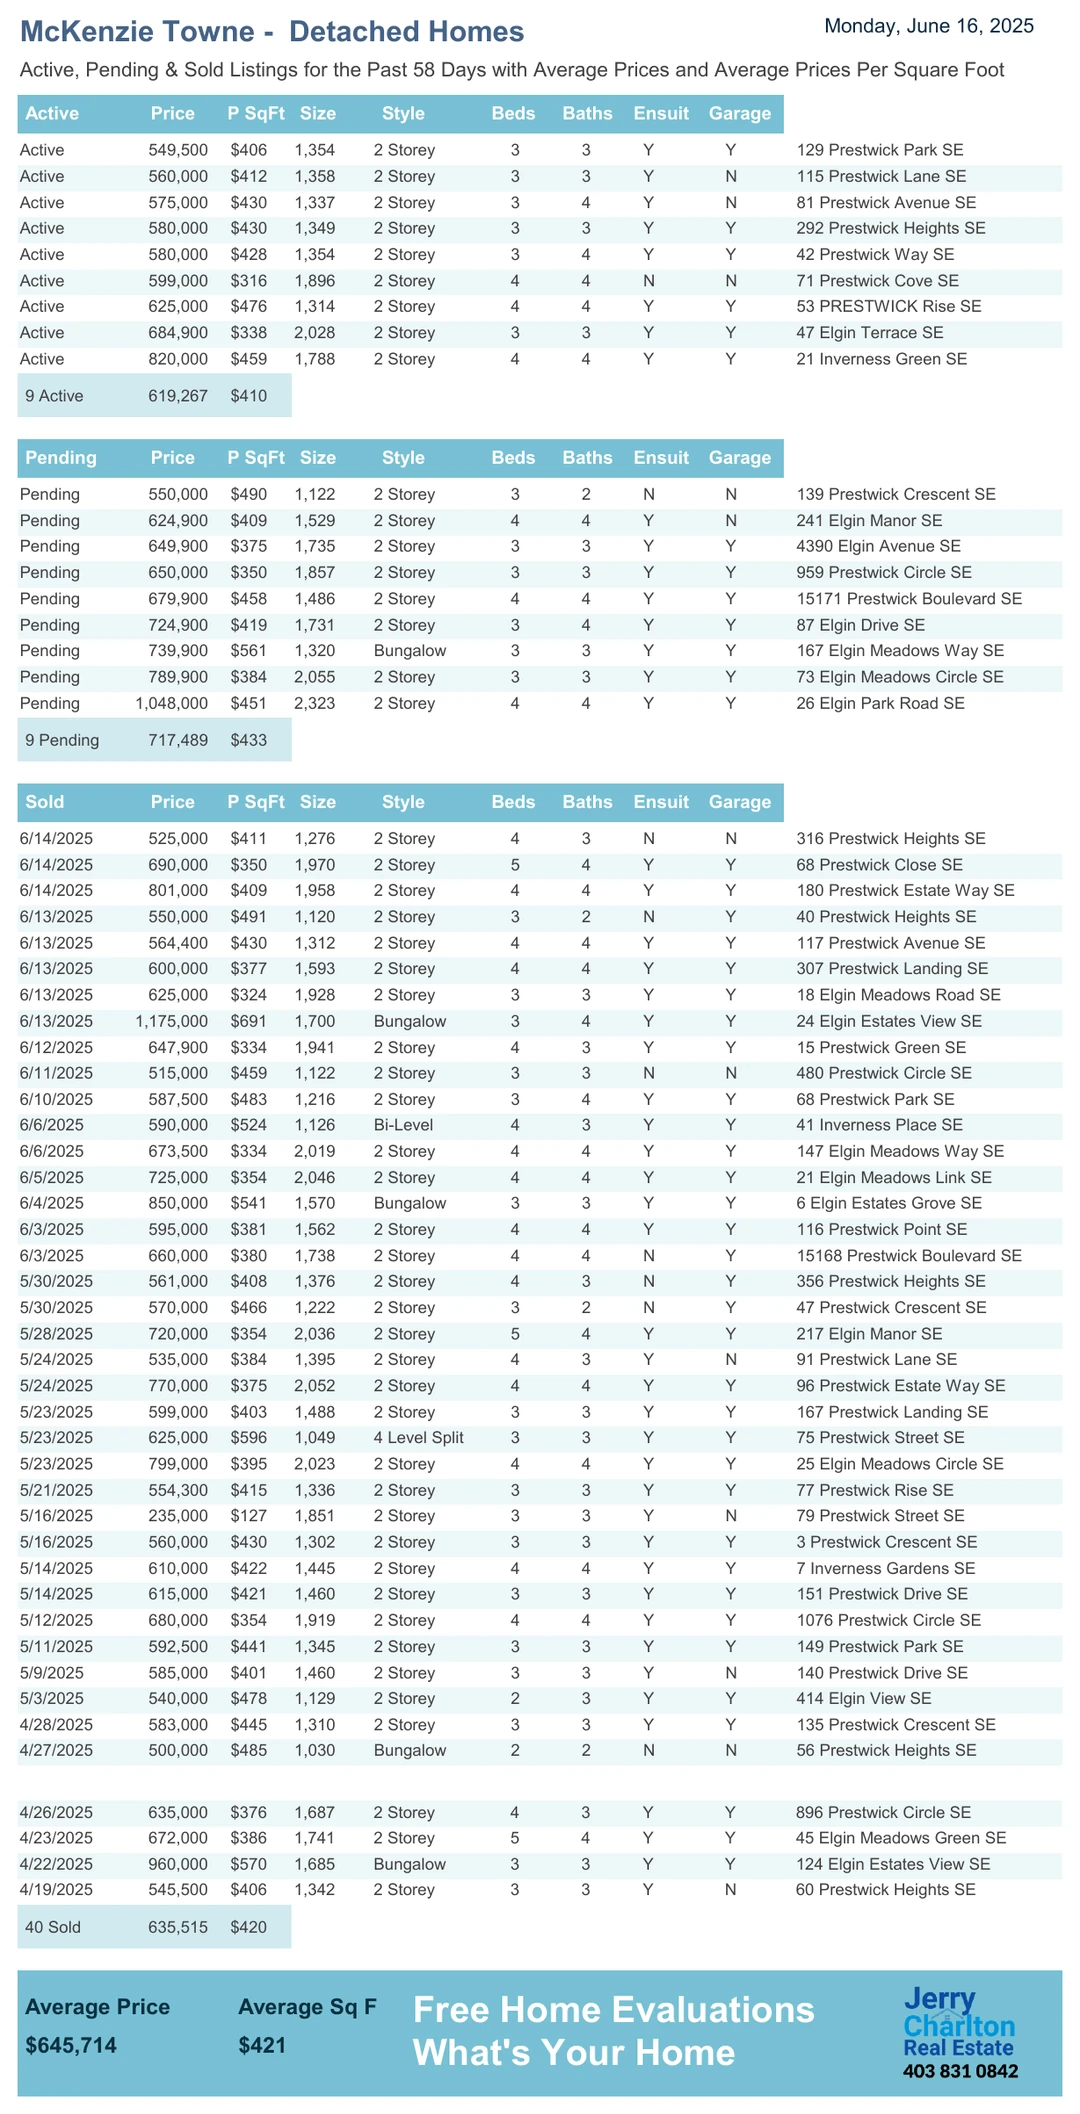 McKenzie Towne -  Detached Homes
Monday, June 16, 2025
Active, Pending & Sold Listings for the Past 58 Days with Average Prices and Average Prices Per Square Foot
Active Price P SqFt Size Style Beds Baths Ensuit Garage
Active 549,500 $406 1,354 2 Storey 3 3 Y Y 129 Prestwick Park SE
Active 560,000 $412 1,358 2 Storey 3 3 Y N 115 Prestwick Lane SE
Active 575,000 $430 1,337 2 Storey 3 4 Y N 81 Prestwick Avenue SE
Active 580,000 $430 1,349 2 Storey 3 3 Y Y 292 Prestwick Heights SE
Active 580,000 $428 1,354 2 Storey 3 4 Y Y 42 Prestwick Way SE
Active 599,000 $316 1,896 2 Storey 4 4 N N 71 Prestwick Cove SE
Active 625,000 $476 1,314 2 Storey 4 4 Y Y 53 PRESTWICK Rise SE
Active 684,900 $338 2,028 2 Storey 3 3 Y Y 47 Elgin Terrace SE
Active 820,000 $459 1,788 2 Storey 4 4 Y Y 21 Inverness Green SE
9 Active 619,267 $410
Pending Price P SqFt Size Style Beds Baths Ensuit Garage
Pending 550,000 $490 1,122 2 Storey 3 2 N N 139 Prestwick Crescent SE
Pending 624,900 $409 1,529 2 Storey 4 4 Y N 241 Elgin Manor SE
Pending 649,900 $375 1,735 2 Storey 3 3 Y Y 4390 Elgin Avenue SE
Pending 650,000 $350 1,857 2 Storey 3 3 Y Y 959 Prestwick Circle SE
Pending 679,900 $458 1,486 2 Storey 4 4 Y Y 15171 Prestwick Boulevard SE
Pending 724,900 $419 1,731 2 Storey 3 4 Y Y 87 Elgin Drive SE
Pending 739,900 $561 1,320 Bungalow 3 3 Y Y 167 Elgin Meadows Way SE
Pending 789,900 $384 2,055 2 Storey 3 3 Y Y 73 Elgin Meadows Circle SE
Pending 1,048,000 $451 2,323 2 Storey 4 4 Y Y 26 Elgin Park Road SE
9 Pending 717,489 $433
Sold Price P SqFt Size Style Beds Baths Ensuit Garage
6/14/2025 525,000 $411 1,276 2 Storey 4 3 N N 316 Prestwick Heights SE
6/14/2025 690,000 $350 1,970 2 Storey 5 4 Y Y 68 Prestwick Close SE
6/14/2025 801,000 $409 1,958 2 Storey 4 4 Y Y 180 Prestwick Estate Way SE
6/13/2025 550,000 $491 1,120 2 Storey 3 2 N Y 40 Prestwick Heights SE
6/13/2025 564,400 $430 1,312 2 Storey 4 4 Y Y 117 Prestwick Avenue SE
6/13/2025 600,000 $377 1,593 2 Storey 4 4 Y Y 307 Prestwick Landing SE
6/13/2025 625,000 $324 1,928 2 Storey 3 3 Y Y 18 Elgin Meadows Road SE
6/13/2025 1,175,000 $691 1,700 Bungalow 3 4 Y Y 24 Elgin Estates View SE
6/12/2025 647,900 $334 1,941 2 Storey 4 3 Y Y 15 Prestwick Green SE
6/11/2025 515,000 $459 1,122 2 Storey 3 3 N N 480 Prestwick Circle SE
6/10/2025 587,500 $483 1,216 2 Storey 3 4 Y Y 68 Prestwick Park SE
6/6/2025 590,000 $524 1,126 Bi-Level 4 3 Y Y 41 Inverness Place SE
6/6/2025 673,500 $334 2,019 2 Storey 4 4 Y Y 147 Elgin Meadows Way SE
6/5/2025 725,000 $354 2,046 2 Storey 4 4 Y Y 21 Elgin Meadows Link SE
6/4/2025 850,000 $541 1,570 Bungalow 3 3 Y Y 6 Elgin Estates Grove SE
6/3/2025 595,000 $381 1,562 2 Storey 4 4 Y Y 116 Prestwick Point SE
6/3/2025 660,000 $380 1,738 2 Storey 4 4 N Y 15168 Prestwick Boulevard SE
5/30/2025 561,000 $408 1,376 2 Storey 4 3 N Y 356 Prestwick Heights SE
5/30/2025 570,000 $466 1,222 2 Storey 3 2 N Y 47 Prestwick Crescent SE
5/28/2025 720,000 $354 2,036 2 Storey 5 4 Y Y 217 Elgin Manor SE
5/24/2025 535,000 $384 1,395 2 Storey 4 3 Y N 91 Prestwick Lane SE
5/24/2025 770,000 $375 2,052 2 Storey 4 4 Y Y 96 Prestwick Estate Way SE
5/23/2025 599,000 $403 1,488 2 Storey 3 3 Y Y 167 Prestwick Landing SE
5/23/2025 625,000 $596 1,049 4 Level Split 3 3 Y Y 75 Prestwick Street SE
5/23/2025 799,000 $395 2,023 2 Storey 4 4 Y Y 25 Elgin Meadows Circle SE
5/21/2025 554,300 $415 1,336 2 Storey 3 3 Y Y 77 Prestwick Rise SE
5/16/2025 235,000 $127 1,851 2 Storey 3 3 Y N 79 Prestwick Street SE
5/16/2025 560,000 $430 1,302 2 Storey 3 3 Y Y 3 Prestwick Crescent SE
5/14/2025 610,000 $422 1,445 2 Storey 4 4 Y Y 7 Inverness Gardens SE
5/14/2025 615,000 $421 1,460 2 Storey 3 3 Y Y 151 Prestwick Drive SE
5/12/2025 680,000 $354 1,919 2 Storey 4 4 Y Y 1076 Prestwick Circle SE
5/11/2025 592,500 $441 1,345 2 Storey 3 3 Y Y 149 Prestwick Park SE
5/9/2025 585,000 $401 1,460 2 Storey 3 3 Y N 140 Prestwick Drive SE
5/3/2025 540,000 $478 1,129 2 Storey 2 3 Y Y 414 Elgin View SE
4/28/2025 583,000 $445 1,310 2 Storey 3 3 Y Y 135 Prestwick Crescent SE
4/27/2025 500,000 $485 1,030 Bungalow 2 2 N N 56 Prestwick Heights SE
4/26/2025 635,000 $376 1,687 2 Storey 4 3 Y Y 896 Prestwick Circle SE
4/23/2025 672,000 $386 1,741 2 Storey 5 4 Y Y 45 Elgin Meadows Green SE
4/22/2025 960,000 $570 1,685 Bungalow 3 3 Y Y 124 Elgin Estates View SE
4/19/2025 545,500 $406 1,342 2 Storey 3 3 Y N 60 Prestwick Heights SE
40 Sold 635,515 $420
Average Price Average Sq F
$645,714 $421
Free Home Evaluations
What's Your Home
Jerry
Charlton
Real Estate
403 831 0842